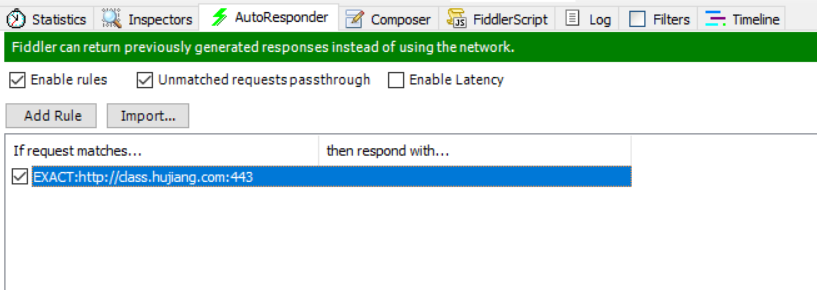 Statistics Inspectors AutoResponder Composer FiddlerScript Log Filters Timeline
Fiddler can return previously generated responses instead of using the network.
Enable rules Unmatched requests passthrough Enable Latency
Add Rule Import...
If request matches... then respond with...
EXACT:http://class.hujiang.com:443